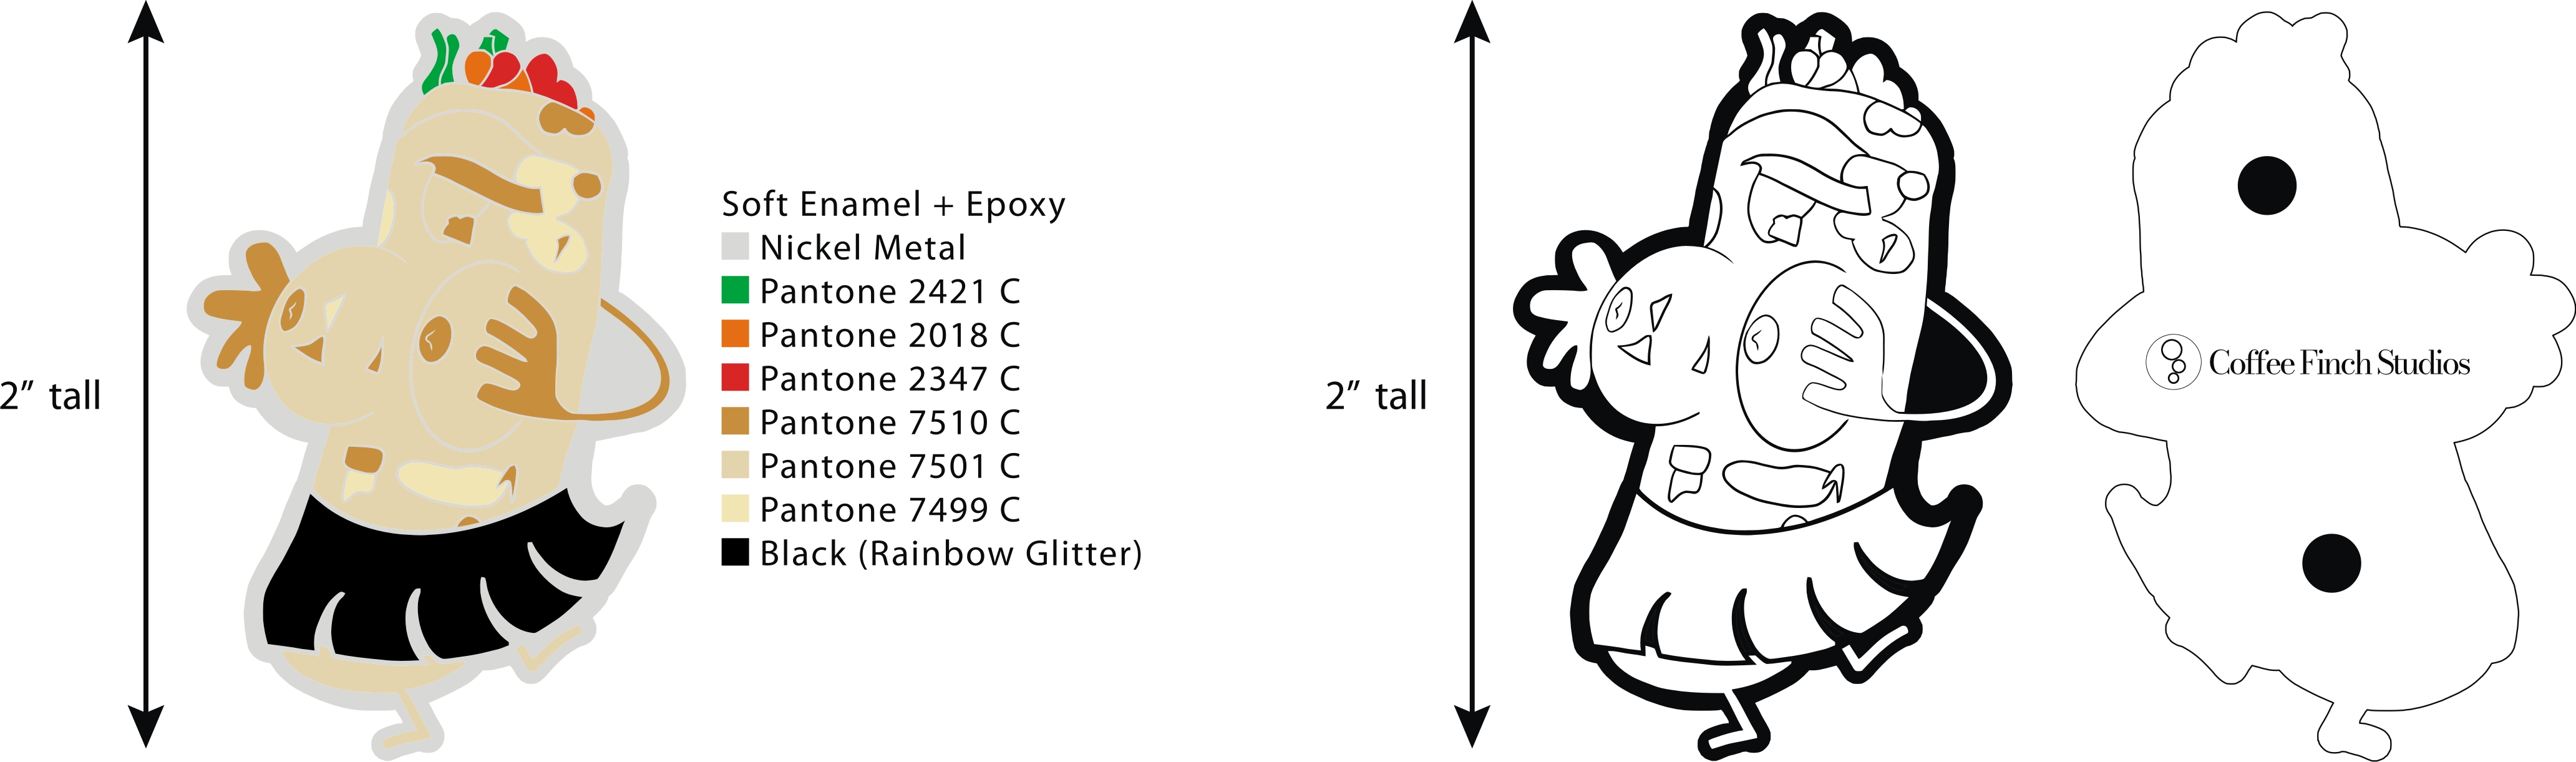 2” tall
Soft Enamel + Epoxy
Nickel Metal
Pantone 2421 C
Pantone 2018 C
Pantone 2347 C
Pantone 7510 C
Pantone 7501 C
Pantone 7499 C
Black (Rainbow Glitter)
2” tall
Coffee Finch Studios